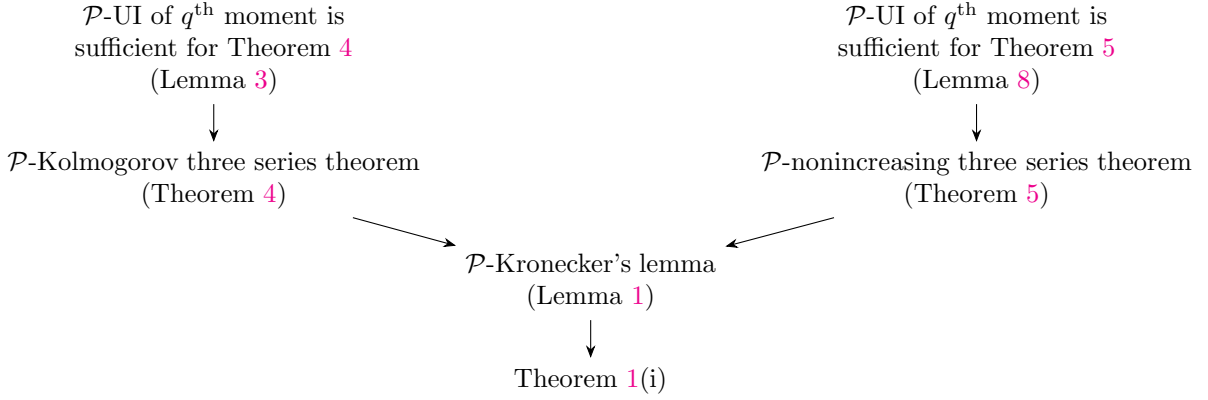 𝒫-UI of qᵗʰ moment is
sufficient for Theorem 4
(Lemma 3)
𝒫-UI of qᵗʰ moment is
sufficient for Theorem 5
(Lemma 8)
𝒫-Kolmogorov three series theorem
(Theorem 4)
𝒫-nonincreasing three series theorem
(Theorem 5)
𝒫-Kronecker's lemma
(Lemma 1)
Theorem 1(i)